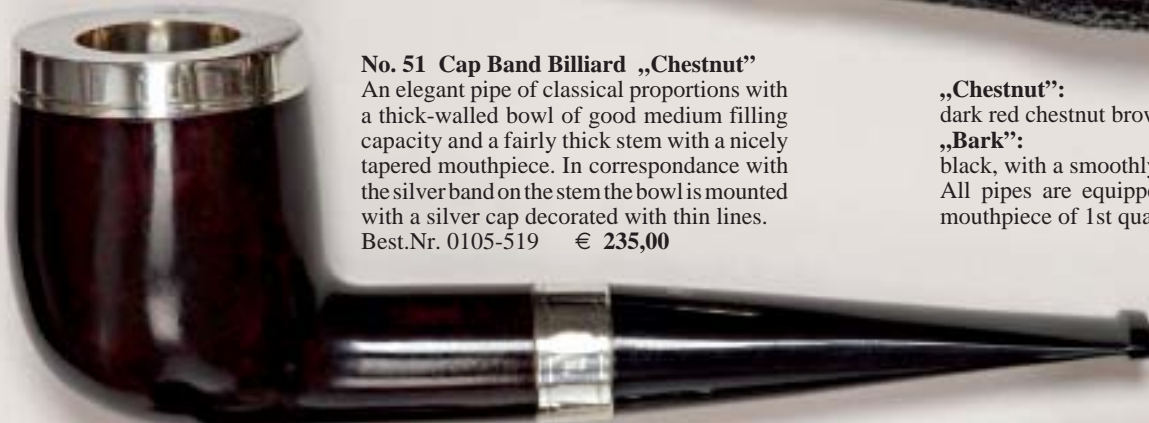 No. 51 Cap Band Billiard „Chestnut”
An elegant pipe of classical proportions with
a thick-walled bowl of good medium filling
capacity and a fairly thick stem with a nicely
tapered mouthpiece. In correspondance with
the silver band on the stem the bowl is mounted
with a silver cap decorated with thin lines.
Best.Nr. 0105-519 € 235,00
„Chestnut”:
dark red chestnut
„Bark”:
black, with a smoothly
All pipes are
mouthpiece of 1st